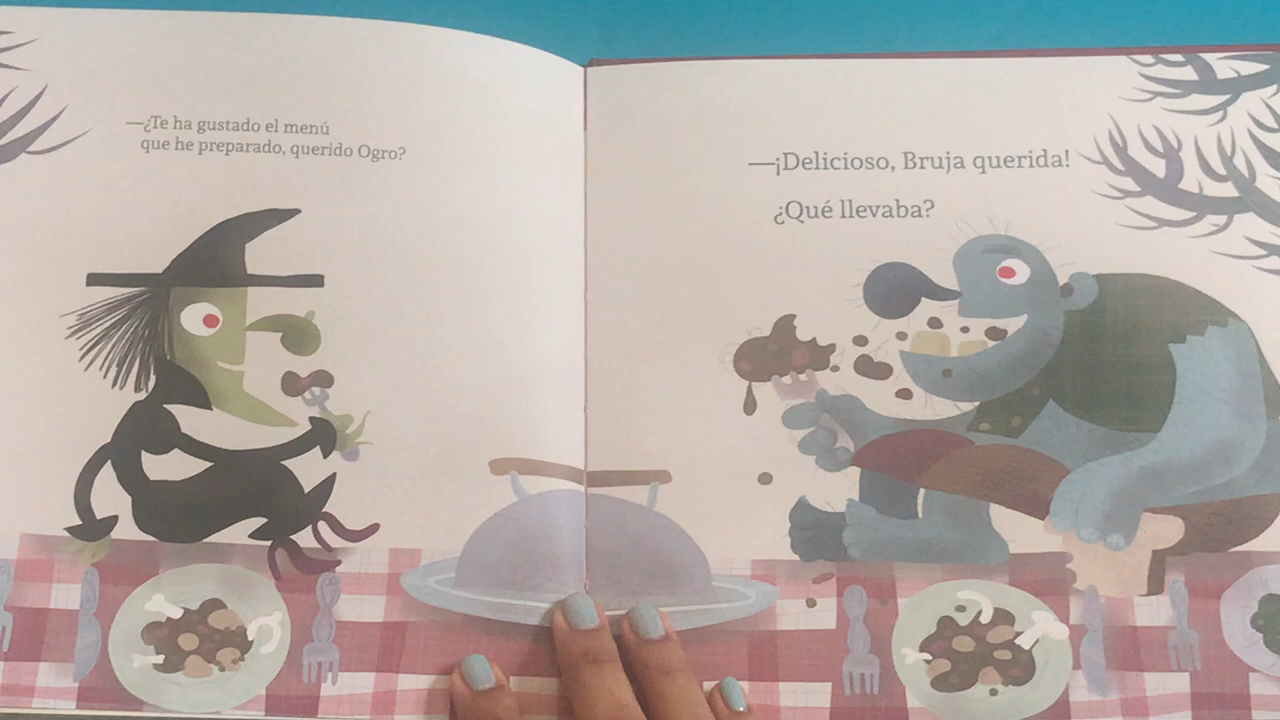 —¿Te ha gustado el menú
que he preparado, querido Ogro?
—¡Delicioso, Bruja querida!
¿Qué llevaba?